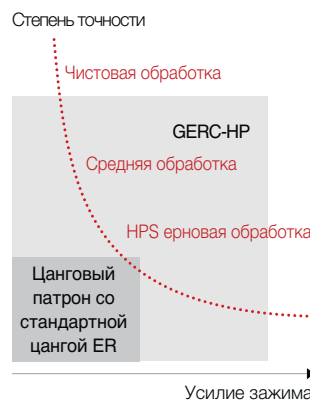 Степень точности
Чистовая обработка
GERC-HP
Средняя обработка
HPS ерновая обработка
Цанговый
патрон со
стандартной
цангой ER
Усилие зажима